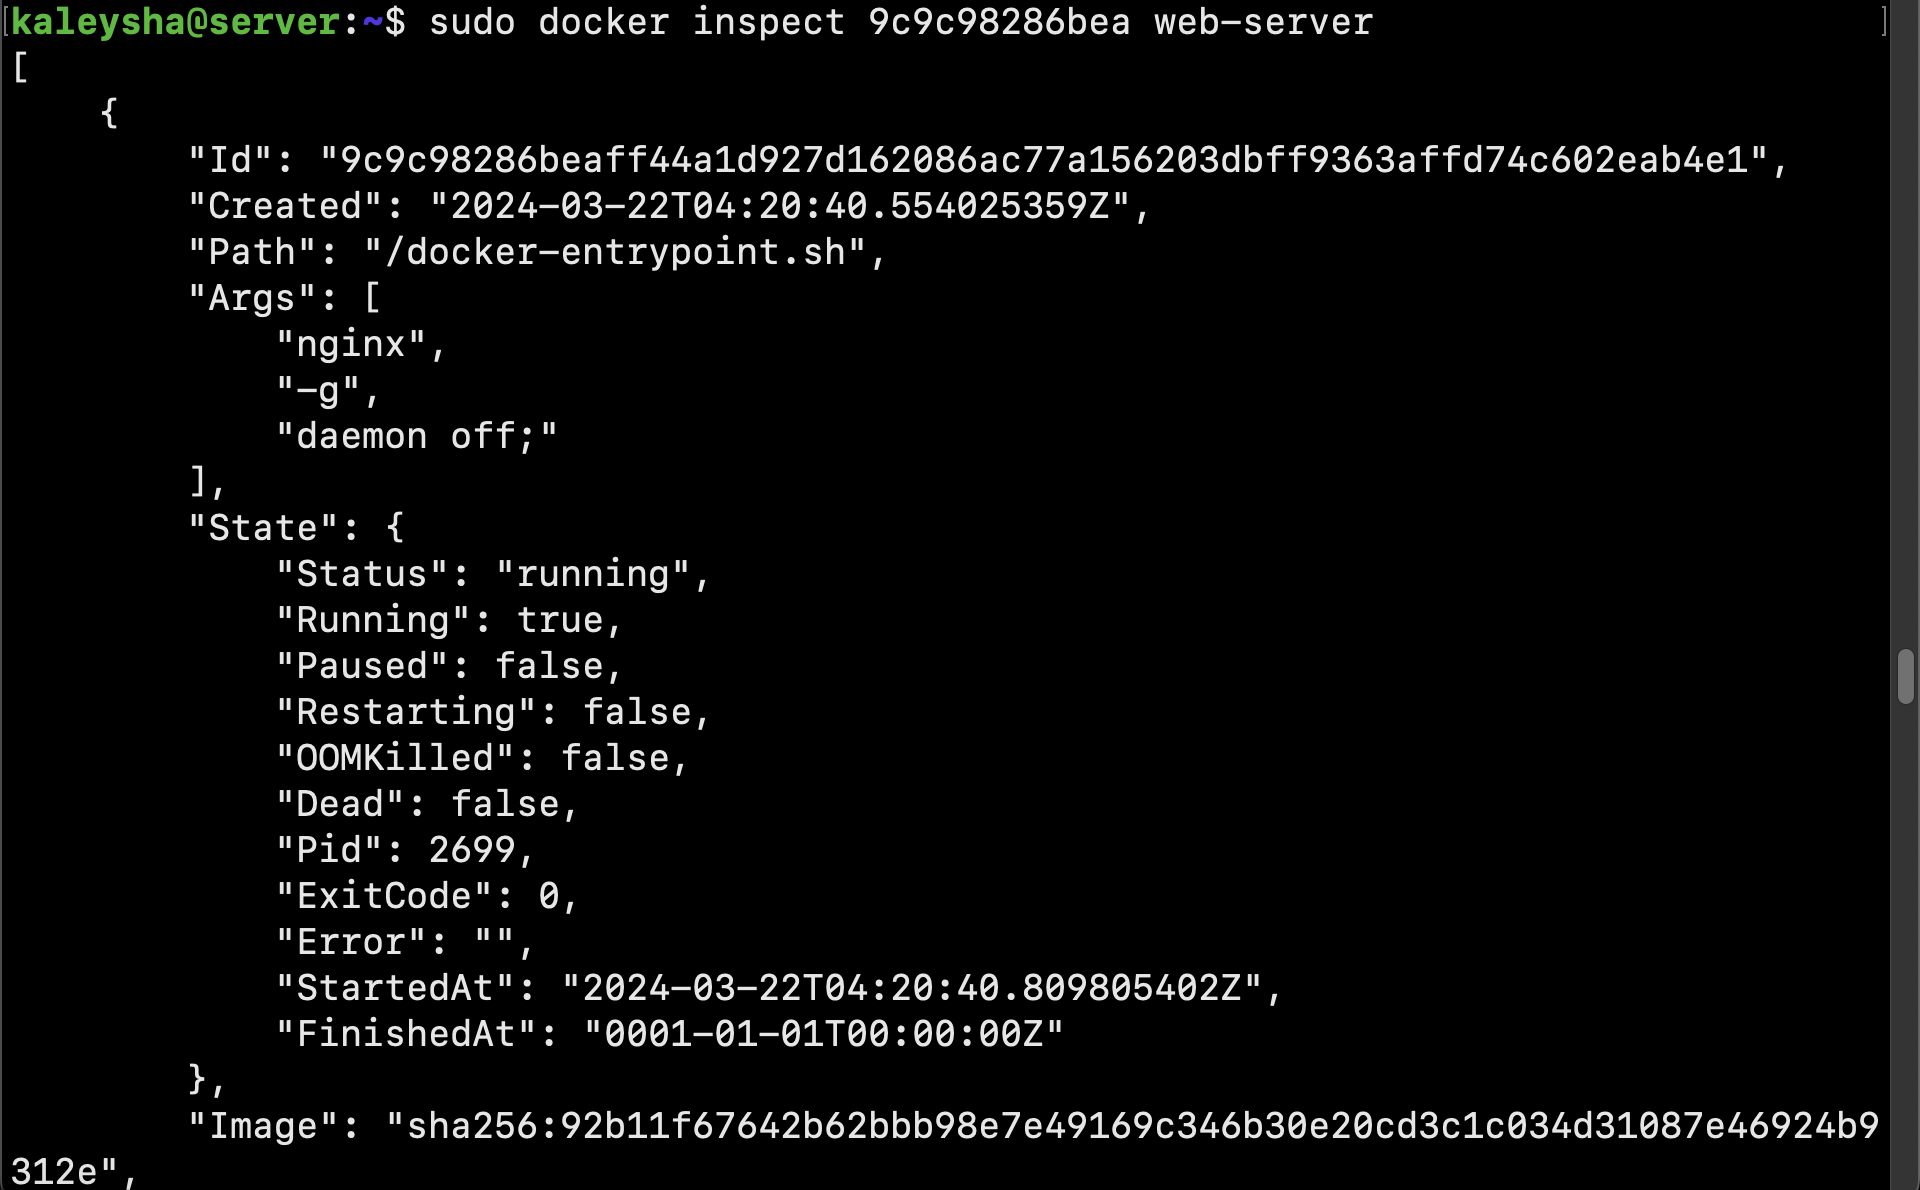 [kaleysha@server:~$ sudo docker inspect 9c9c98286bea web-server ]
[
    {
        "Id": "9c9c98286beaff44a1d927d162086ac77a156203dbff9363affd74c602eab4e1",
        "Created": "2024-03-22T04:20:40.554025359Z",
        "Path": "/docker-entrypoint.sh",
        "Args": [
            "nginx",
            "-g",
            "daemon off;"
        ],
        "State": {
            "Status": "running",
            "Running": true,
            "Paused": false,
            "Restarting": false,
            "OOMKilled": false,
            "Dead": false,
            "Pid": 2699,
            "ExitCode": 0,
            "Error": "",
            "StartedAt": "2024-03-22T04:20:40.809805402Z",
            "FinishedAt": "0001-01-01T00:00:00Z"
        },
        "Image": "sha256:92b11f67642b62bbb98e7e49169c346b30e20cd3c1c034d31087e46924b9
312e",